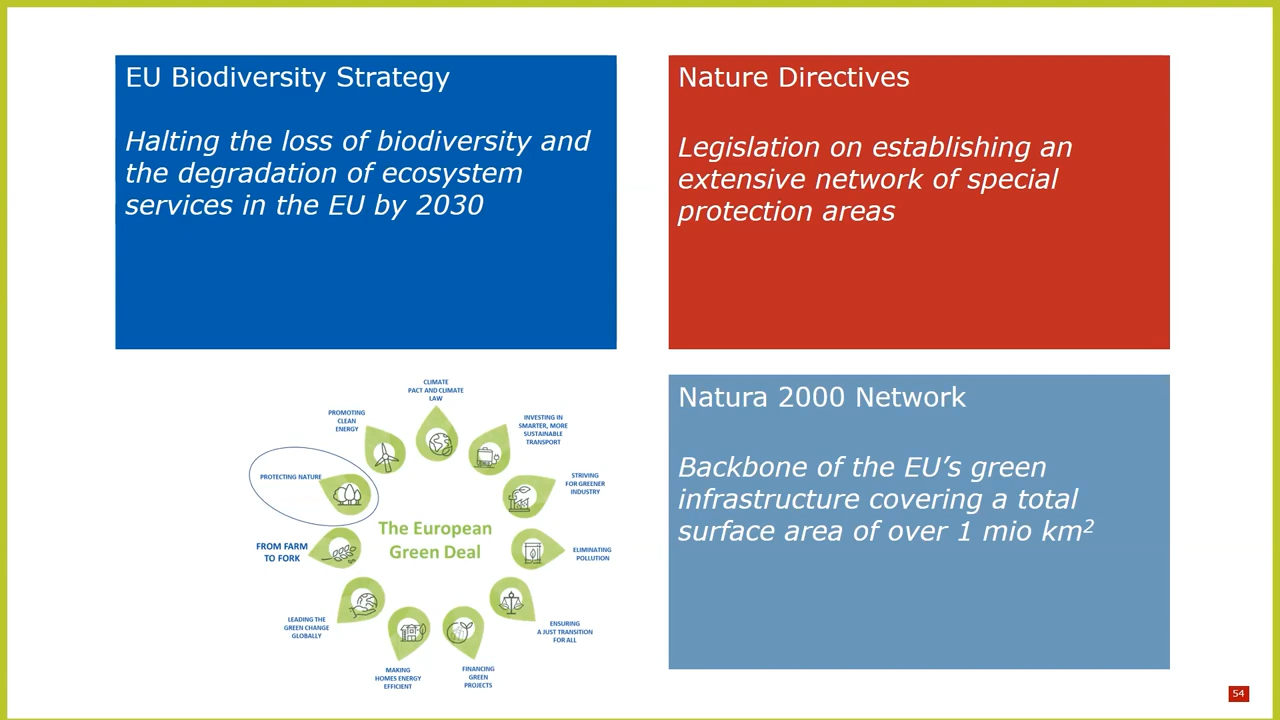 EU Biodiversity Strategy
Halting the loss of biodiversity and
the degradation of ecosystem
services in the EU by 2030
Nature Directives
Legislation on establishing an
extensive network of special
protection areas
CLIMATE
PACT AND CLIMATE
LAW
PROMOTING
CLEAN
ENERGY
INVESTING IN
SMARTER, MORE
SUSTAINABLE
TRANSPORT
PROTECTING NATURE
STRIVING
FOR GREENER
INDUSTRY
The European
Green Deal
FROM FARM
TO FORK
ELIMINATING
POLLUTION
LEADING THE
GREEN CHANGE
GLOBALLY
ENSURING
A JUST TRANSITION
FOR ALL
MAKING
HOMES ENERGY
EFFICIENT
FINANCING
GREEN
PROJECTS
Natura 2000 Network
Backbone of the EU’s green
infrastructure covering a total
surface area of over 1 mio km²
54